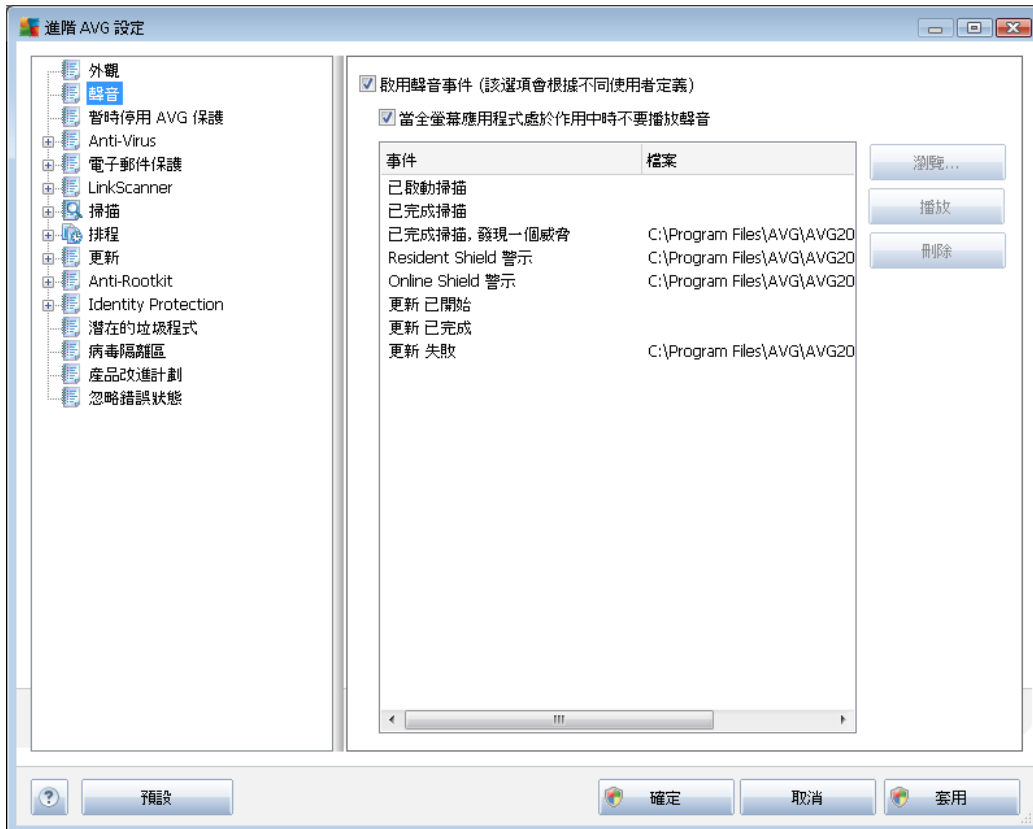 進階 AVG 設定
外觀
聲音
暫時停用 AVG 保護
Anti-Virus
電子郵件保護
LinkScanner
掃描
排程
更新
Anti-Rootkit
Identity Protection
潛在的垃圾程式
病毒隔離區
產品改進計劃
忽略錯誤狀態
啟用聲音事件 (該選項會根據不同使用者定義)
當全螢幕應用程式處於作用中時不要播放聲音
事件 檔案
已啟動掃描
已完成掃描
已完成掃描, 發現一個威脅 C:\Program Files\AVG\AVG20
Resident Shield 警示 C:\Program Files\AVG\AVG20
Online Shield 警示 C:\Program Files\AVG\AVG20
更新 已開始
更新 已完成
更新 失敗 C:\Program Files\AVG\AVG20
瀏覽...
播放
刪除
?
預設
確定
取消
套用